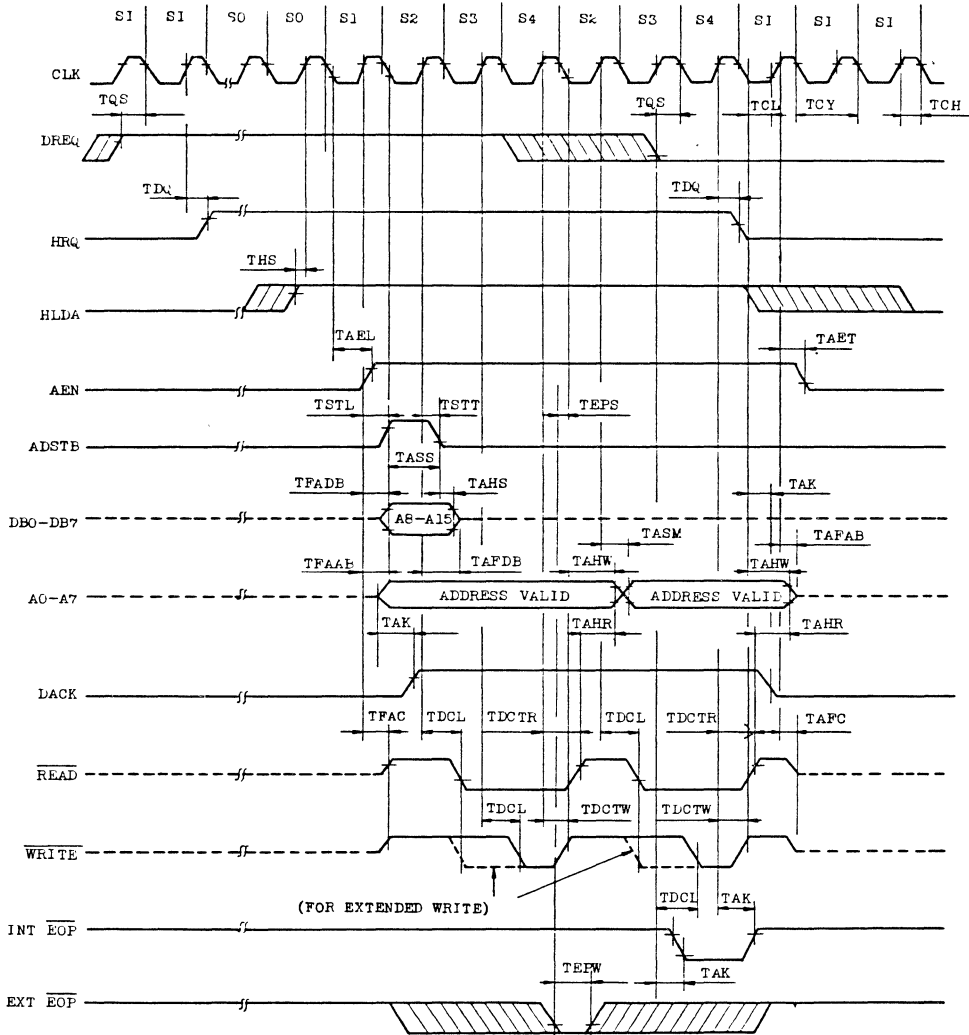 SI SI S0 S0 S1 S2 S3 S4 S2 S3 S4 SI SI SI
CLK
TQS TQS TCL TCY TCH
DREQ
TDQ TDQ
HRQ
THS
HLDA
TAEL TAET
AEN
TSTL TSTT TEPS
ADSTB
TASS
TFADB TAHS TAK
DB0-DB7 A8-A15
TASM TAFAB
TFAAB TAFDB TAHW TAHW
A0-A7 ADDRESS VALID ADDRESS VALID
TAK TAHR TAHR
DACK
TFAC TDCL TDCTR TDCL TDCTR TAFC
READ
TDCL TDCTW TDCTW
WRITE
(FOR EXTENDED WRITE) TDCL TAK
INT EOP
TEPW TAK
EXT EOP